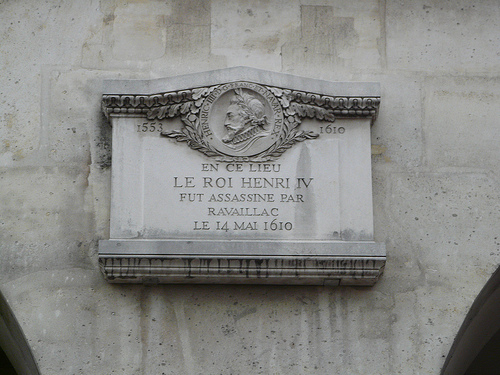 1553 1610
EN CE LIEU
LE ROI HENRI IV
FUT ASSASSINE PAR
RAVAILLAC
LE 14 MAI 1610